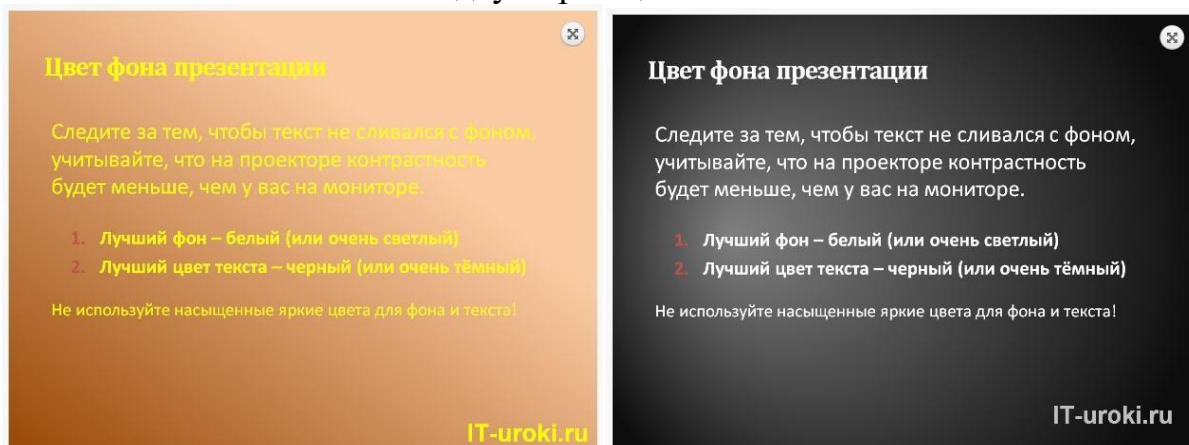 Цвет фона презентации
Следите за тем, чтобы текст не сливался с фоном,
учитывайте, что на проекторе контрастность
будет меньше, чем у вас на мониторе.
1. Лучший фон – белый (или очень светлый)
2. Лучший цвет текста – черный (или очень тёмный)
Не используйте насыщенные яркие цвета для фона и текста!
IT-uroki.ru
Цвет фона презентации
Следите за тем, чтобы текст не сливался с фоном,
учитывайте, что на проекторе контрастность
будет меньше, чем у вас на мониторе.
1. Лучший фон – белый (или очень светлый)
2. Лучший цвет текста – черный (или очень тёмный)
Не используйте насыщенные яркие цвета для фона и текста!
IT-uroki.ru